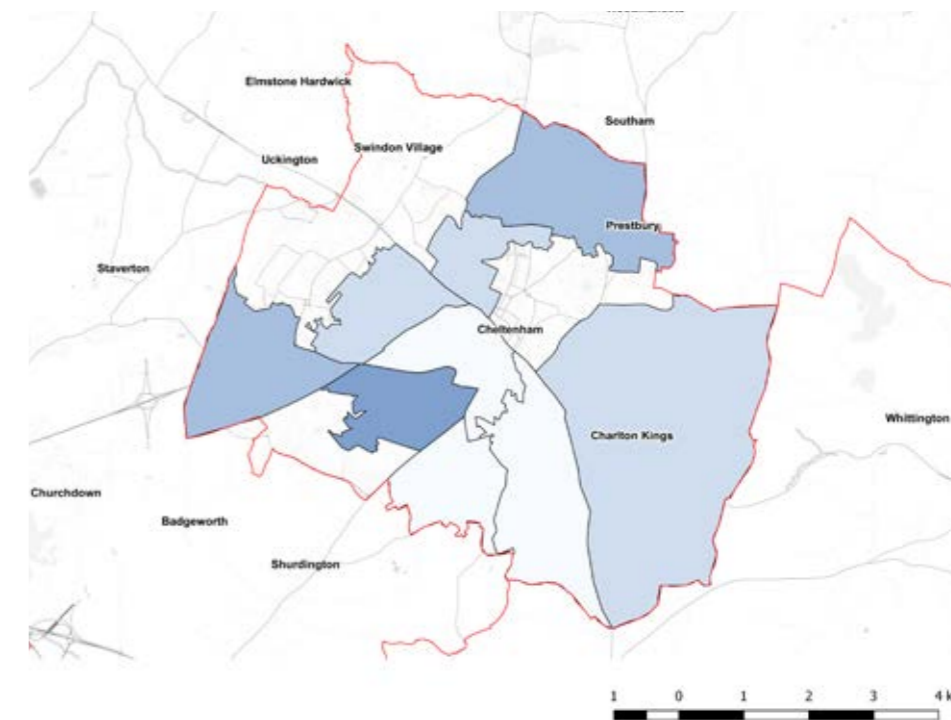 Elmstone Hardwick
Southam
Swindon Village
Uckington
Prestbury
Staverton
Cheltenham
Whittington
Charlton Kings
Churchdown
Badgeworth
Shurdington
1 0 1 2 3 4 k